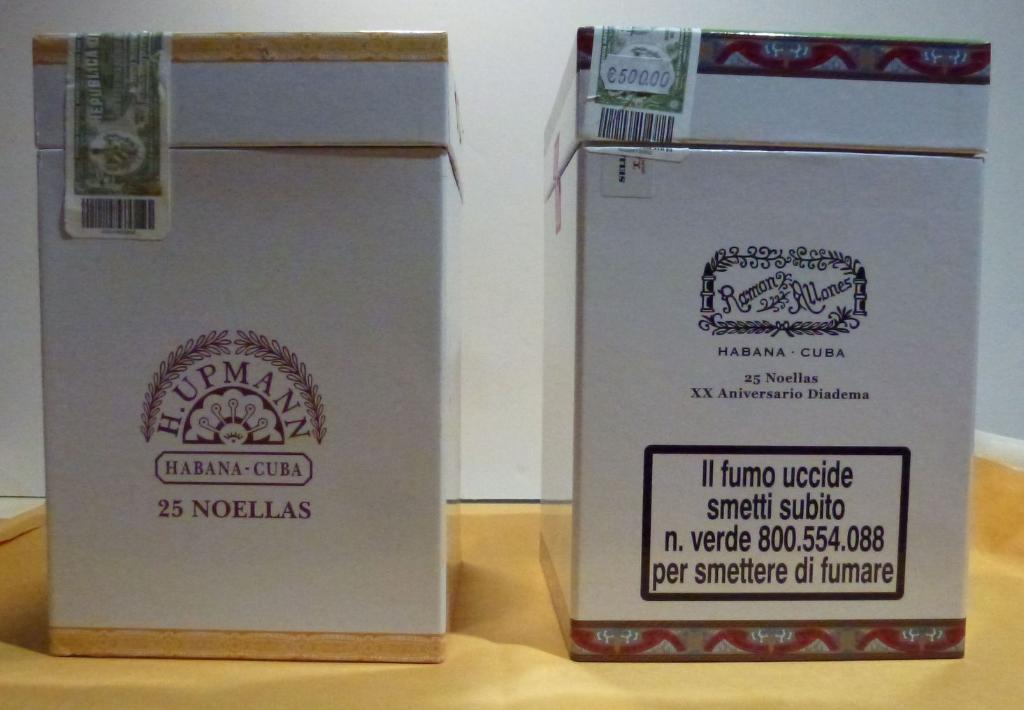 REPUBLICA D
H. UPMANN
HABANA-CUBA
25 NOELLAS
€500.00
SELL
Ramon Allones
HABANA · CUBA
25 Noellas
XX Aniversario Diadema
Il fumo uccide
smetti subito
n. verde 800.554.088
per smettere di fumare